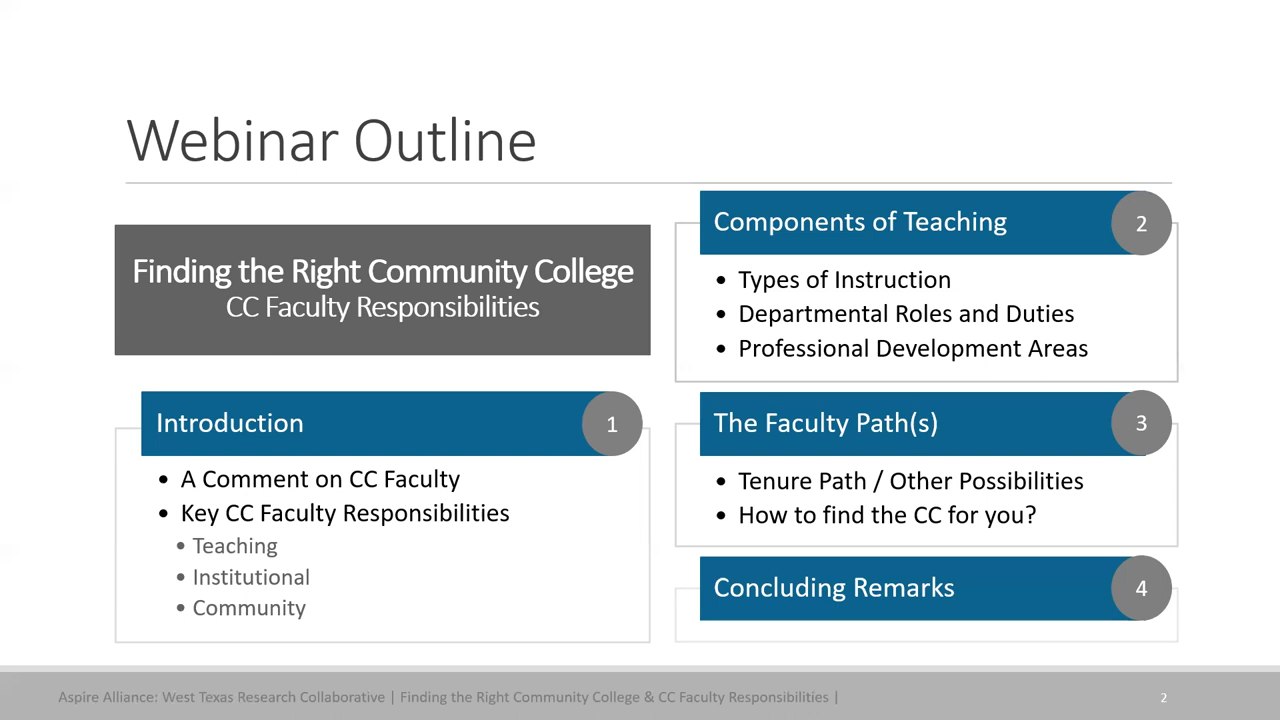 Webinar Outline
Finding the Right Community College
CC Faculty Responsibilities
Introduction 1
• A Comment on CC Faculty
• Key CC Faculty Responsibilities
• Teaching
• Institutional
• Community
Components of Teaching 2
• Types of Instruction
• Departmental Roles and Duties
• Professional Development Areas
The Faculty Path(s) 3
• Tenure Path / Other Possibilities
• How to find the CC for you?
Concluding Remarks 4
Aspire Alliance: West Texas Research Collaborative | Finding the Right Community College & CC Faculty Responsibilities | 2